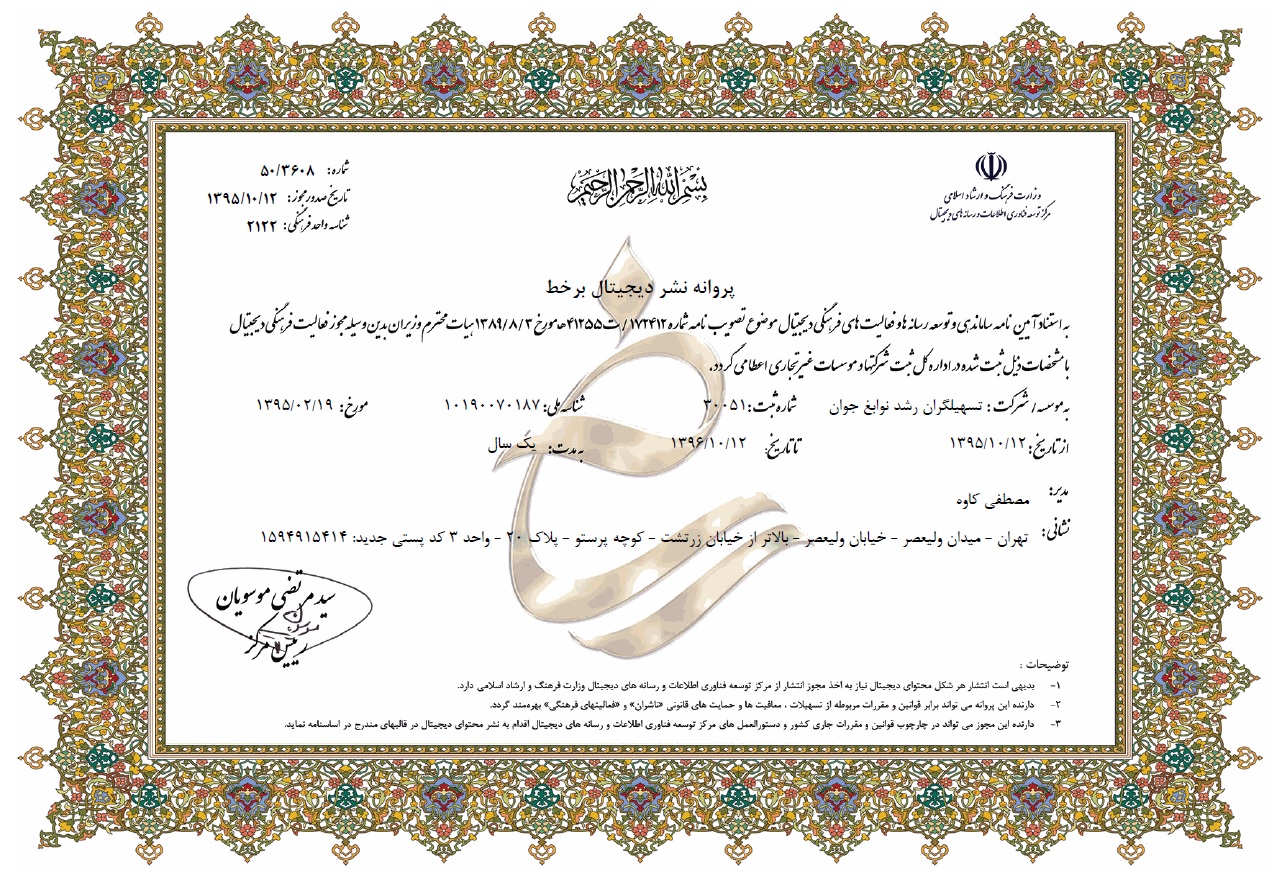 وزارت فرهنگ و ارشاد اسلامی
مرکز توسعه فناوری اطلاعات و رسانه های دیجیتال
بسم الله الرحمن الرحیم
شماره: ۵۰/۳۶۰۸
تاریخ صدور مجوز: ۱۳۹۵/۱۰/۱۲
شناسه واحد فرهنگی: ۲۱۲۲
پروانه نشر دیجیتال برخط
به استناد آیین نامه ساماندهی و توسعه رسانه ها و فعالیت های فرهنگی دیجیتال موضوع تصویب نامه شماره ۱۷۲۴۱۲/ ت۴۱۲۵۵ه مورخ ۱۳۸۹/۸/۳ هیات محترم وزیران بدین وسیله مجوز فعالیت فرهنگی دیجیتال
با مشخصات ذیل ثبت شده در اداره کل ثبت شرکتها و موسسات غیرتجاری اعطا می گردد.
به موسسه / شرکت : تسهیلگران رشد نوابغ جوان شماره ثبت: ۳۰۰۵۱ شناسه ملی: ۱۰۱۹۰۰۷۰۱۸۷ مورخ: ۱۳۹۵/۰۲/۱۹
از تاریخ: ۱۳۹۵/۱۰/۱۲ تا تاریخ: ۱۳۹۶/۱۰/۱۲ به مدت: یک سال
مدیر: مصطفی کاوه
نشانی: تهران - میدان ولیعصر - خیابان ولیعصر - بالاتر از خیابان زرتشت - کوچه پرستو - پلاک ۲۰ - واحد ۳ کد پستی جدید: ۱۵۹۴۹۱۵۴۱۴
سید مرتضی موسویان
رییس مرکز
توضیحات :
۱- بدیهی است انتشار هر شکل محتوای دیجیتال نیاز به اخذ مجوز انتشار از مرکز توسعه فناوری اطلاعات و رسانه های دیجیتال وزارت فرهنگ و ارشاد اسلامی دارد.
۲- دارنده این پروانه می تواند برابر قوانین و مقررات مربوطه از تسهیلات ، معافیت ها و حمایت های قانونی «ناشران» و «فعالیتهای فرهنگی» بهره‌مند گردد.
۳- دارنده این مجوز می تواند در چارچوب قوانین و مقررات جاری کشور و دستورالعمل های مرکز توسعه فناوری اطلاعات و رسانه های دیجیتال اقدام به نشر محتوای دیجیتال در قالبهای مندرج در اساسنامه نماید.